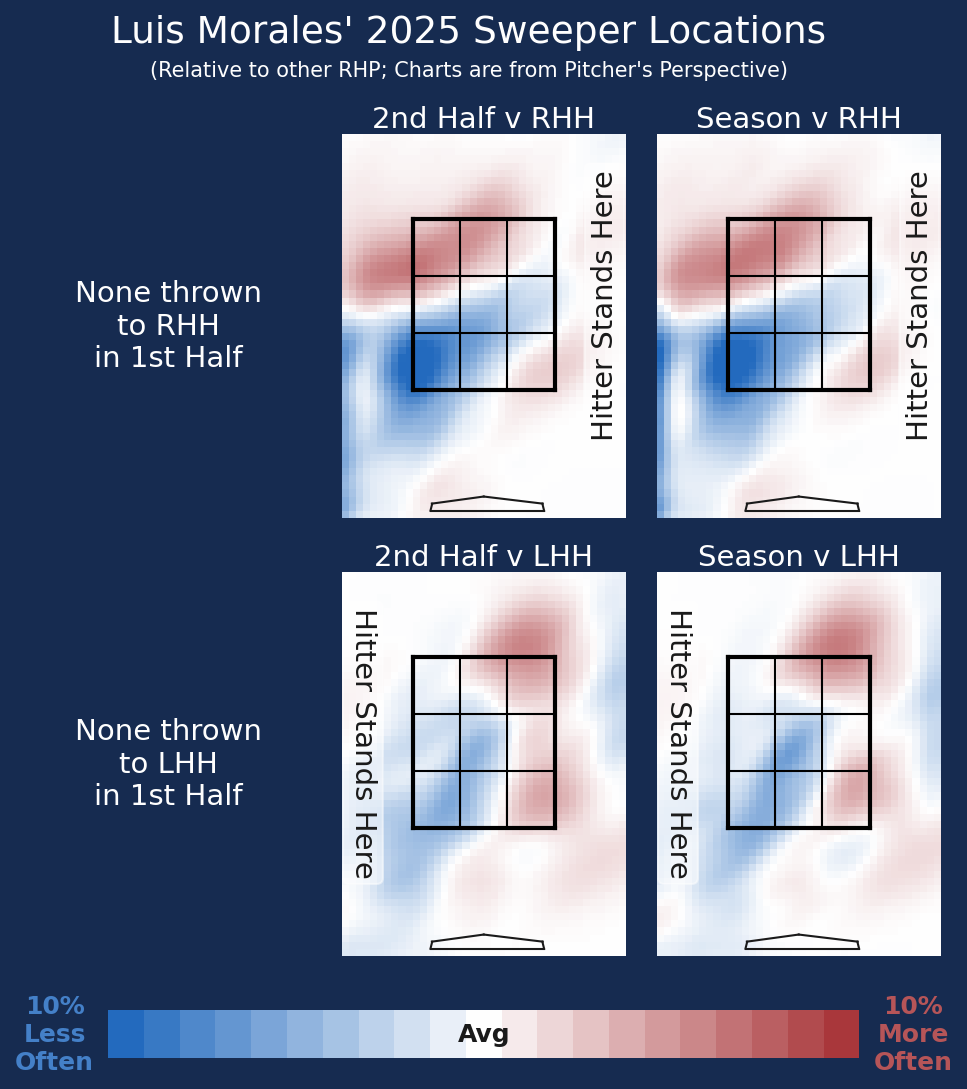 Luis Morales' 2025 Sweeper Locations
(Relative to other RHP; Charts are from Pitcher's Perspective)
None thrown
to RHH
in 1st Half
2nd Half v RHH
Hitter Stands Here
Season v RHH
Hitter Stands Here
None thrown
to LHH
in 1st Half
2nd Half v LHH
Hitter Stands Here
Season v LHH
Hitter Stands Here
10%
Less
Often
Avg
10%
More
Often